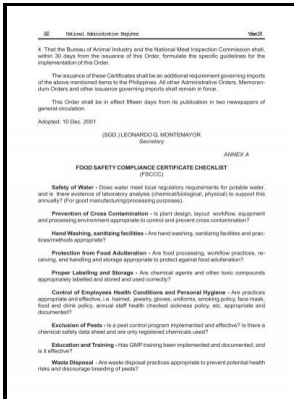 342 National Administrative Register
4. That the Bureau of Animal Industry and the National Meat Inspection Commission shall,
within 30 days from the issuance of this Order, formulate the specific guidelines for the
implementation of this Order.
The issuance of these Certificates shall be an additional requirement governing imports
of the above mentioned items to the Philippines. All other Administrative Orders, Memoran-
dum Orders and other issuance governing imports shall remain in force.
This Order shall be in effect fifteen days from its publication in two newspapers of
general circulation.
Adopted: 10 Dec. 2001
(SGD.) LEONARDO Q. MONTEMAYOR
Secretary
ANNEX A
FOOD SAFETY COMPLIANCE CERTIFICATE CHECKLIST
(FSCCC)
Safety of Water - Does water meet local regulatory requirements for potable water,
and is there evidence of laboratory analysis (chemical/biological, physical) to support this
annually? (For good manufacturing/processing purposes).
Prevention of Cross Contamination - Is plant design, layout workflow, equipment
and processing environment appropriate to control and prevent cross contamination?
Hand Washing, sanitizing facilities - Are hand washing, sanitizing facilities and prac-
tices/methods appropriate?
Protection from Food Adulteration - Are food processing, workflow practices, re-
ceiving, and handling and storage appropriate to protect against food adulteration?
Proper Labelling and Storage - Are chemical agents and other toxic compounds
appropriately labelled and stored and used correctly?
Control of Employees Health Conditions and Personal Hygiene - Are practices
appropriate and effective, i.e. hairnet, jewelry, gloves, uniforms, smoking policy, face mask,
food and drink policy, annual staff health checked sickness policy, etc. appropriate and
documented?
Exclusion of Pests - Is a pest control program implemented and effective? Is there a
chemical safety data sheet and are only registered chemicals used?
Education and Training - Has GMP training been implemented and documented, and
is it effective?
Waste Disposal - Are waste disposal practices appropriate to prevent potential health
risks and discourage breeding of pests?